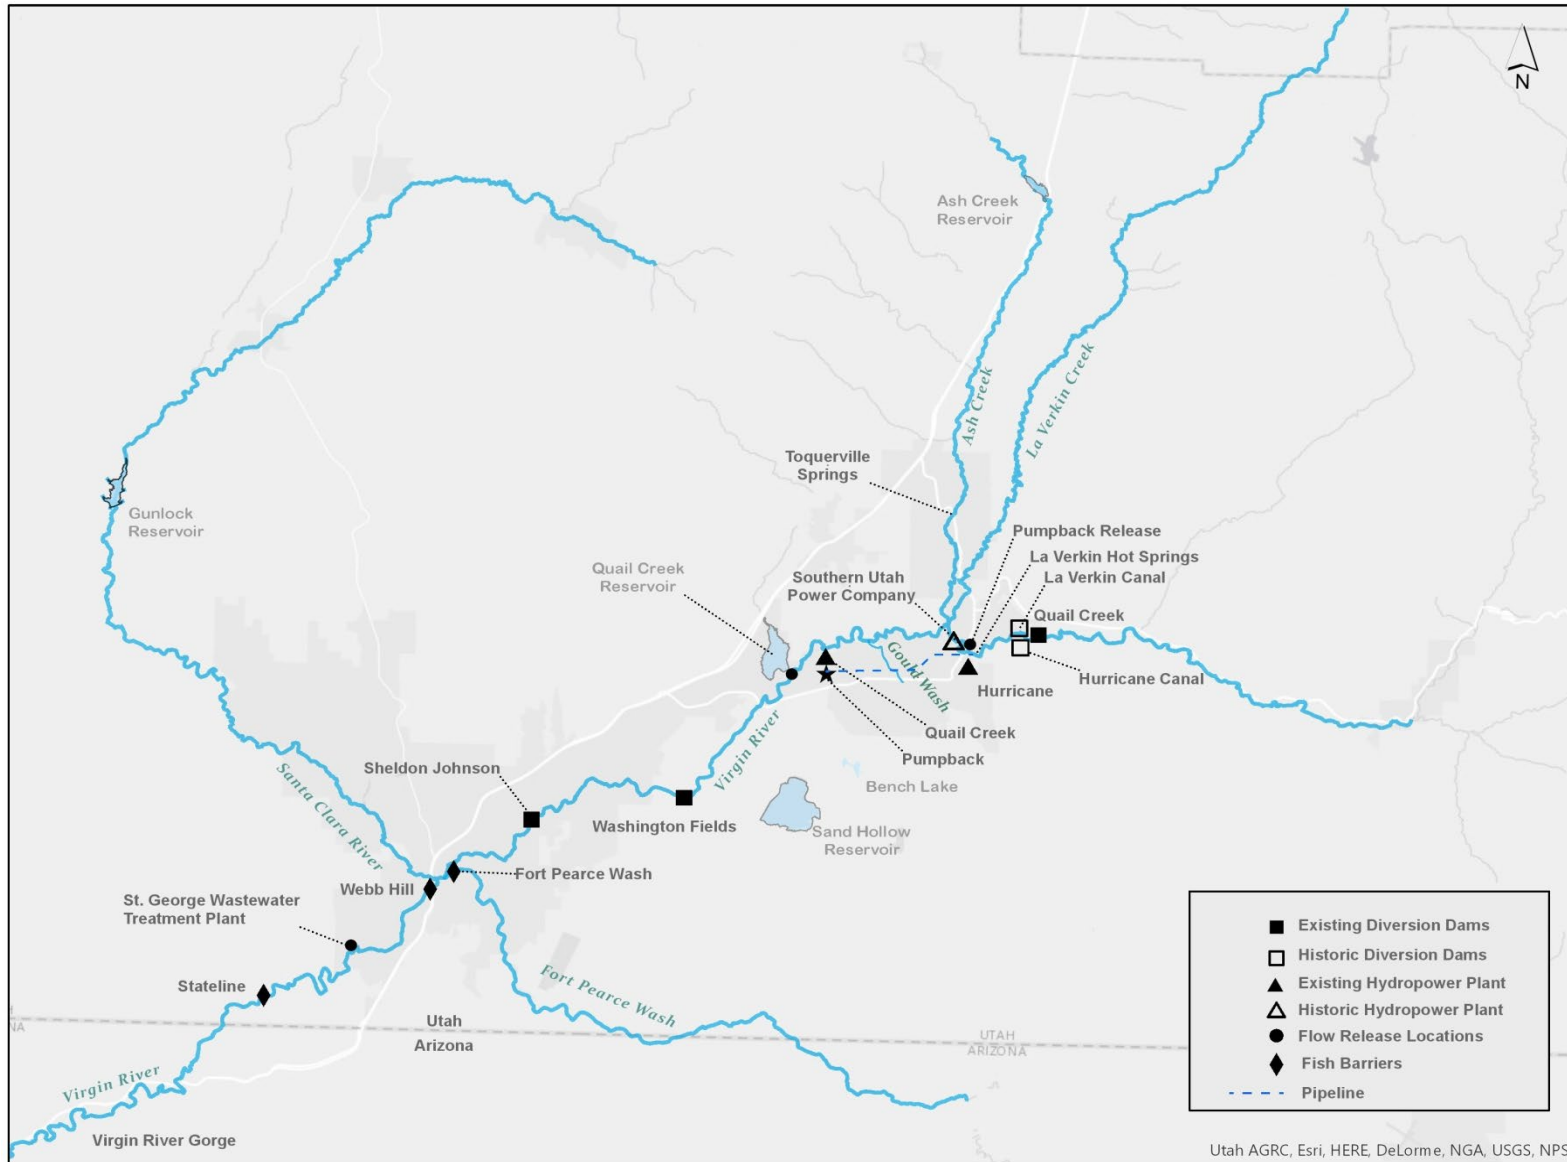 N
Ash Creek
Reservoir
Ash Creek
La Verkin Creek
Toquerville
Springs
Gunlock
Reservoir
Pumpback Release
La Verkin Hot Springs
La Verkin Canal
Quail Creek
Reservoir
Southern Utah
Power Company
Quail Creek
Gould Wash
Hurricane
Hurricane Canal
Quail Creek
Pumpback
Virgin River
Bench Lake
Sheldon Johnson
Santa Clara River
Washington Fields
Sand Hollow
Reservoir
Webb Hill
Fort Pearce Wash
St. George Wastewater
Treatment Plant
Stateline
Fort Pearce Wash
NA
Utah
Arizona
UTAH
ARIZONA
Virgin River
Virgin River Gorge
Existing Diversion Dams
Historic Diversion Dams
Existing Hydropower Plant
Historic Hydropower Plant
Flow Release Locations
Fish Barriers
Pipeline
Utah AGRC, Esri, HERE, DeLorme, NGA, USGS, NPS